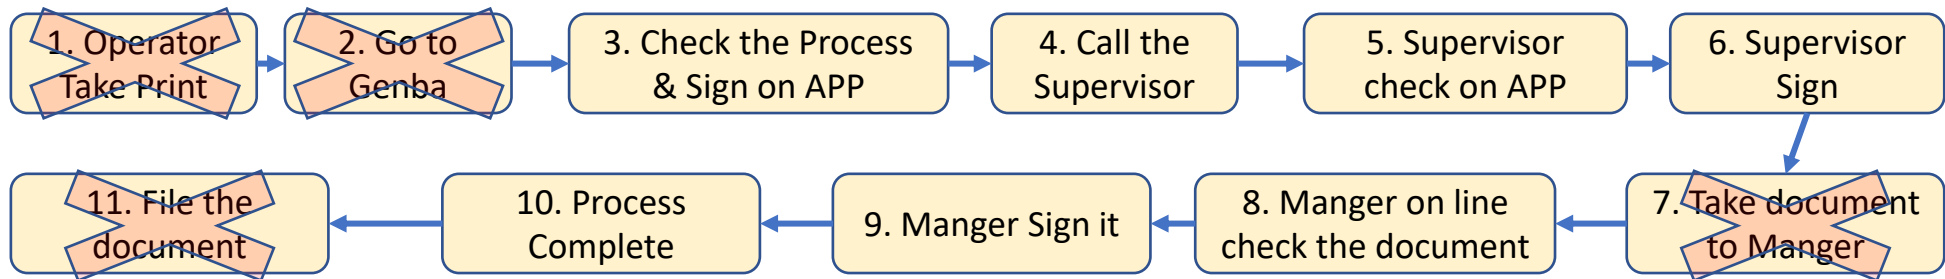 1. Operator
Take Print
2. Go to
Genba
3. Check the Process
& Sign on APP
4. Call the
Supervisor
5. Supervisor
check on APP
6. Supervisor
Sign
7. Take document
to Manger
8. Manger on line
check the document
9. Manger Sign it
10. Process
Complete
11. File the
document